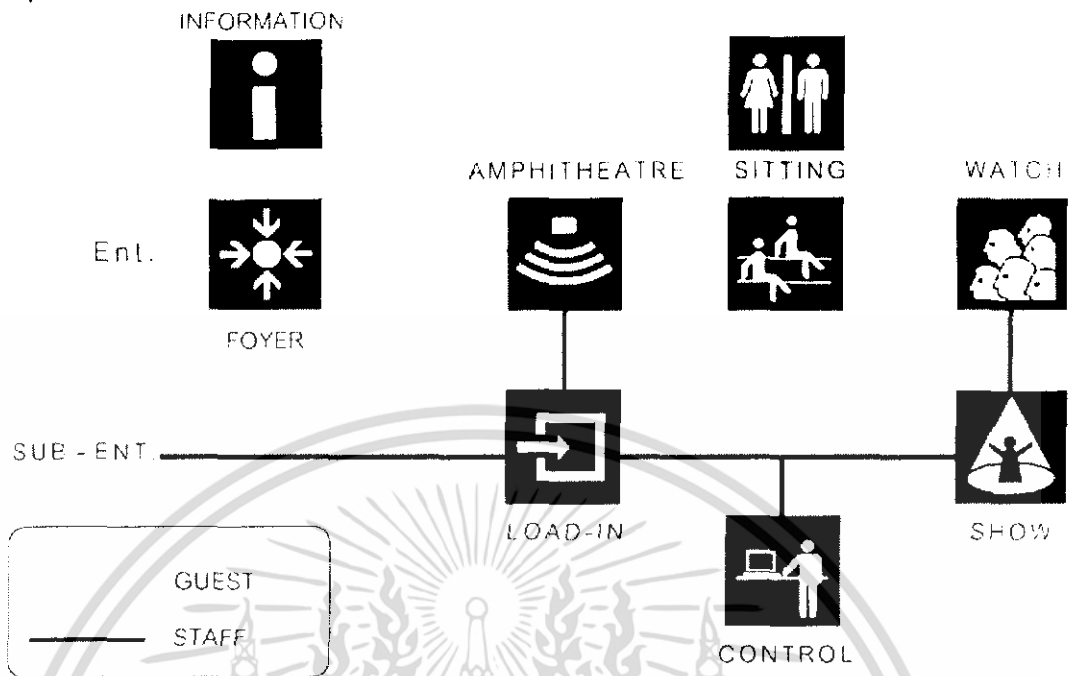 INFORMATION
AMPHITHEATRE SITTING WATCH
Ent.
FOYER
SUB-ENT.
LOAD-IN SHOW
GUEST
STAFF
CONTROL